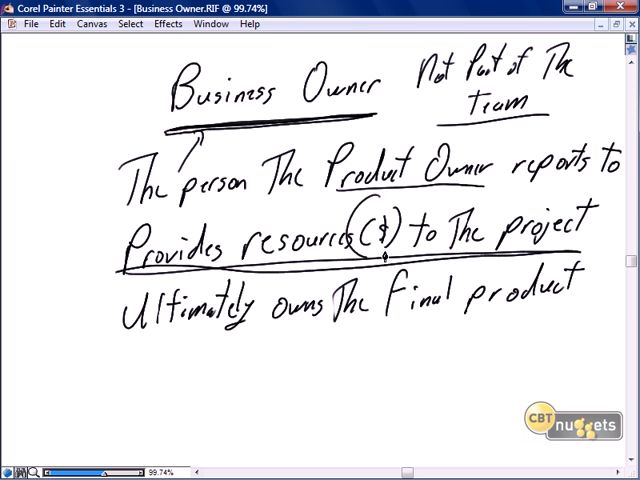 Corel Painter Essentials 3 - [Business Owner.RIF @ 99.74%]
File Edit Canvas Select Effects Window Help
Business Owner Not Part of The
Team
The person The Product Owner reports to
Provides resources ($) to The project
Ultimately owns The Final product
CBT nuggets
99.74%